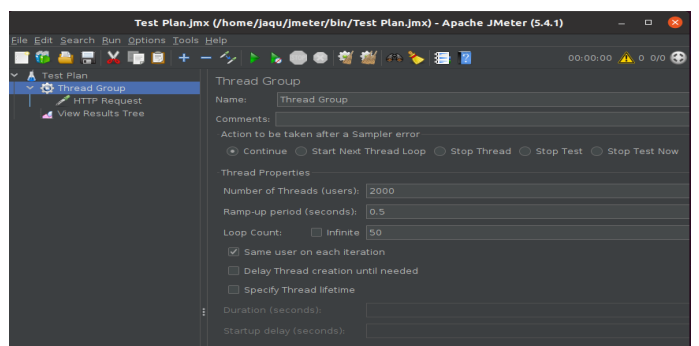 Test Plan.jmx (/home/jaqu/jmeter/bin/Test Plan.jmx) - Apache JMeter (5.4.1)
File Edit Search Run Options Tools Help
00:00:00 0 0/0
Test Plan
Thread Group
HTTP Request
View Results Tree
Thread Group
Name: Thread Group
Comments:
Action to be taken after a Sampler error
Continue Start Next Thread Loop Stop Thread Stop Test Stop Test Now
Thread Properties
Number of Threads (users): 2000
Ramp-up period (seconds): 0.5
Loop Count: Infinite 50
Same user on each iteration
Delay Thread creation until needed
Specify Thread lifetime
Duration (seconds):
Startup delay (seconds):